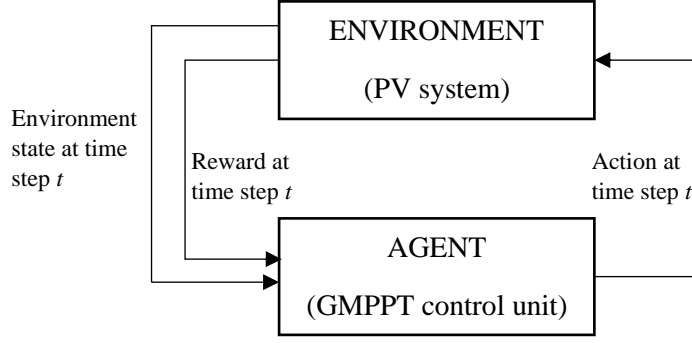 ENVIRONMENT
(PV system)
Environment
state at time
step t
Reward at
time step t
Action at
time step t
AGENT
(GMPPT control unit)